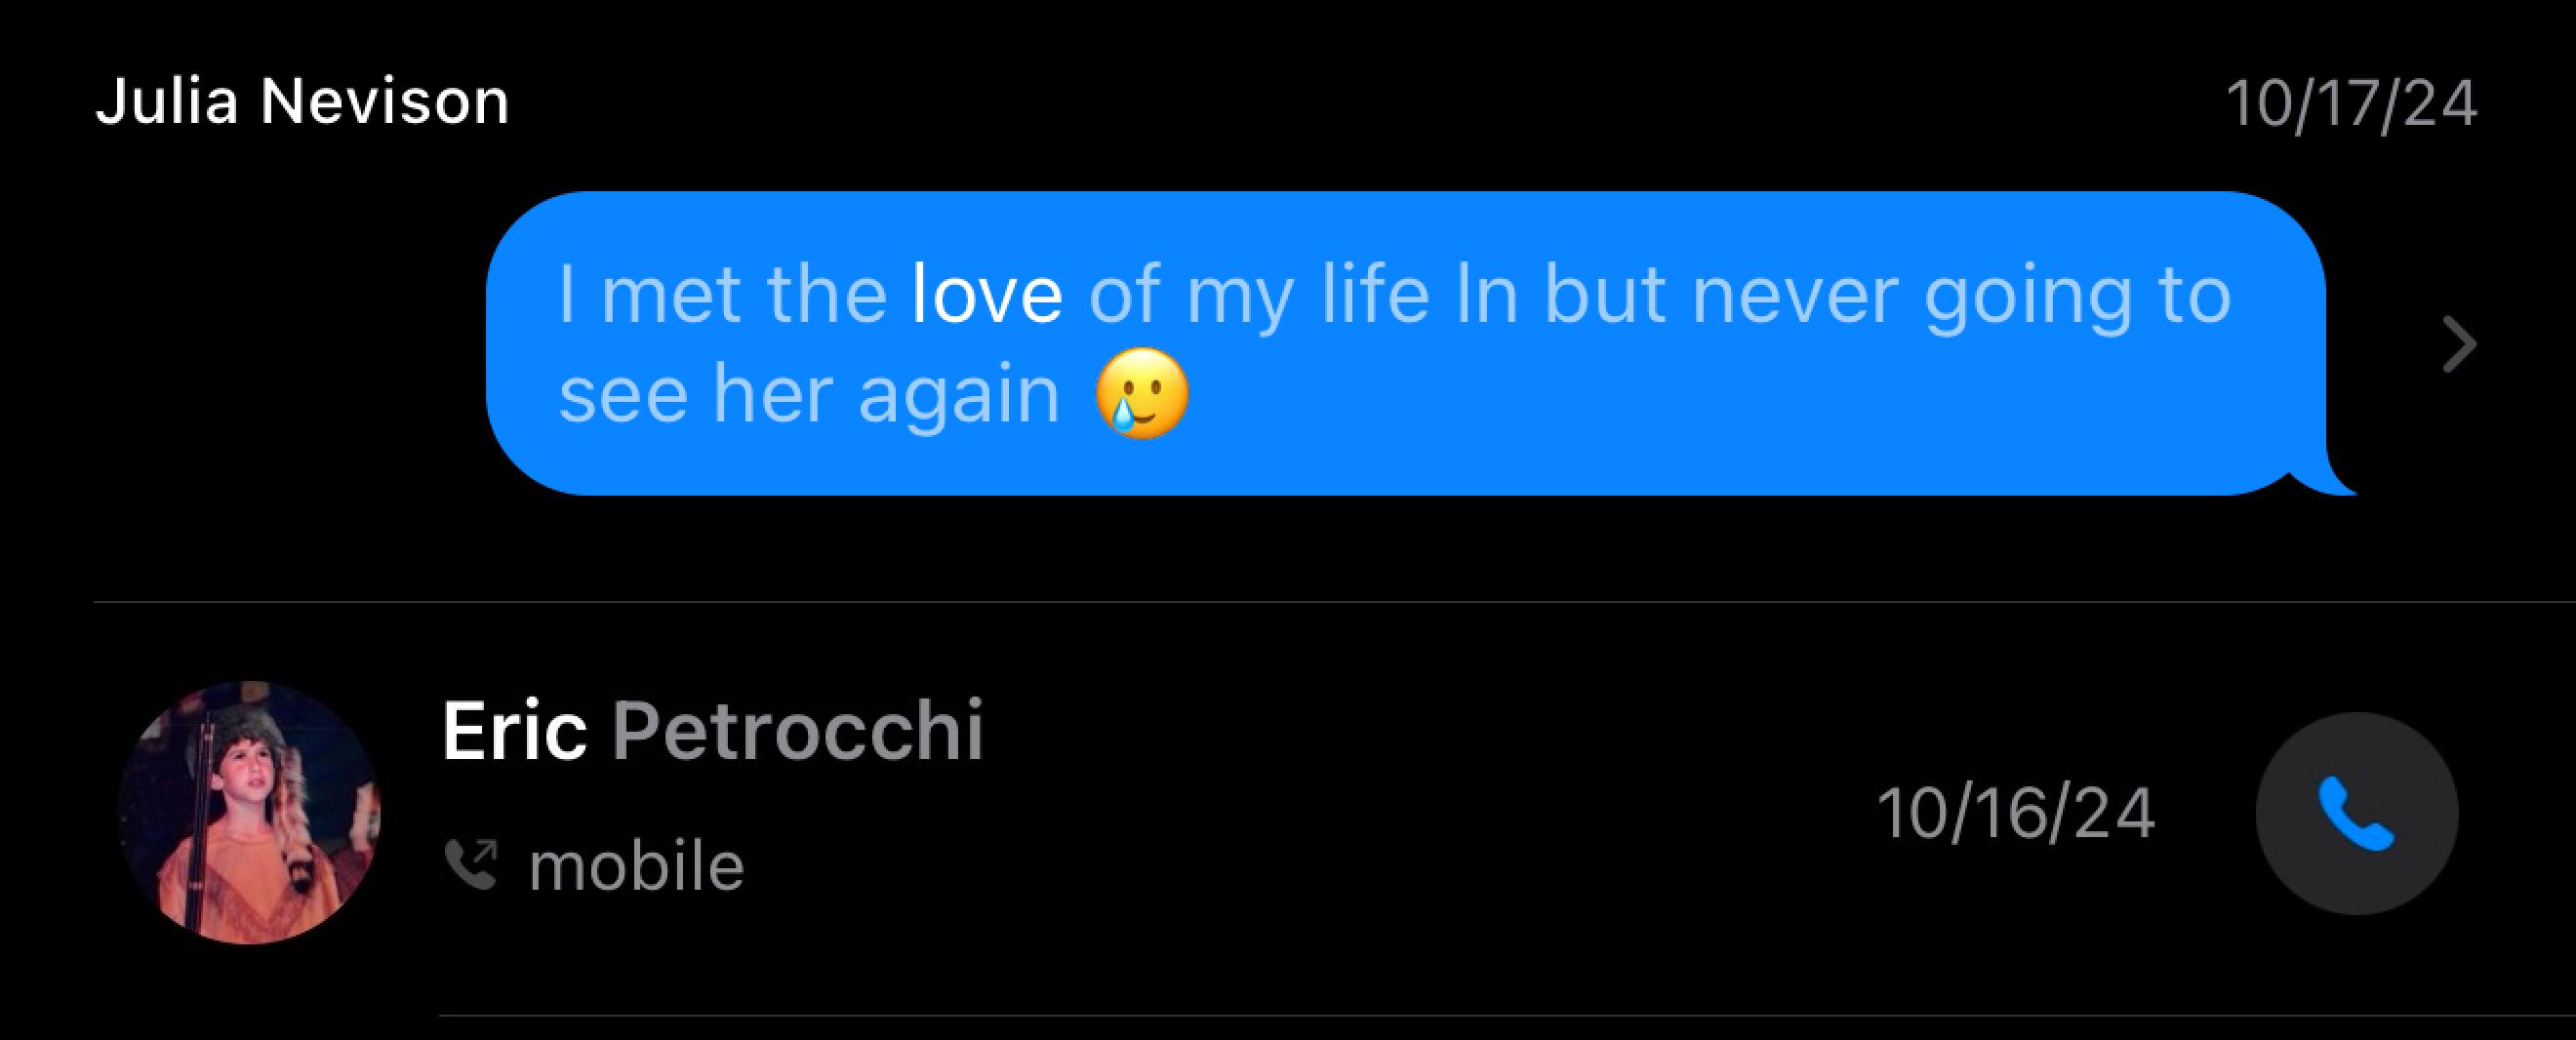 Julia Nevison
10/17/24
I met the love of my life ln but never going to
see her again 🥲
Eric Petrocchi
mobile
10/16/24